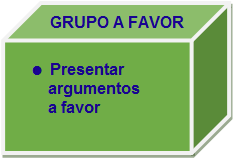 GRUPO A FAVOR
● Presentar
argumentos
a favor